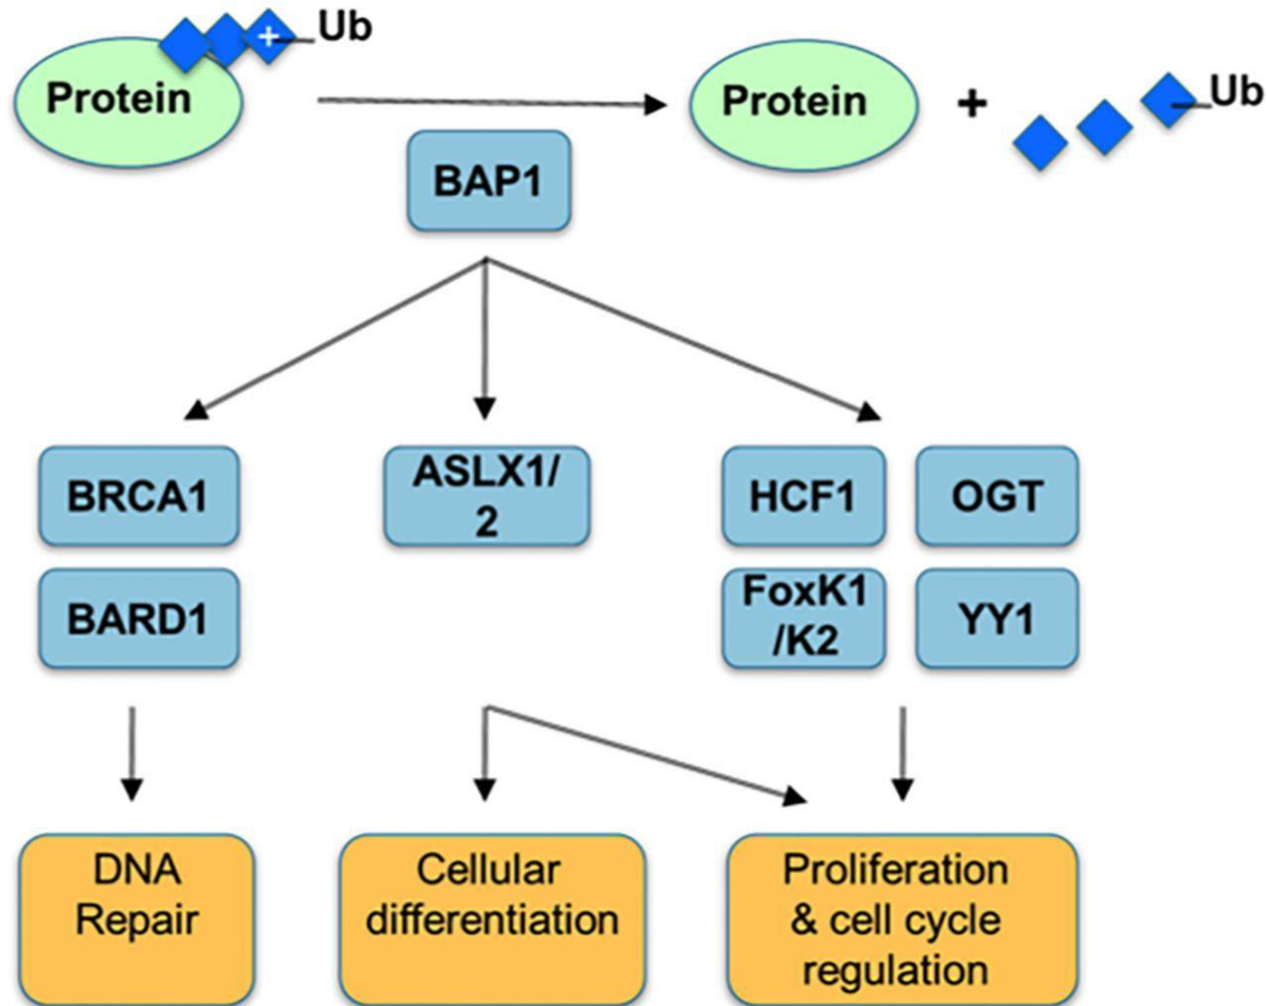 Ub
Protein
+
Protein
+
Ub
BAP1
BRCA1
ASLX1/
2
HCF1
OGT
BARD1
FoxK1
/K2
YY1
DNA
Repair
Cellular
differentiation
Proliferation
& cell cycle
regulation